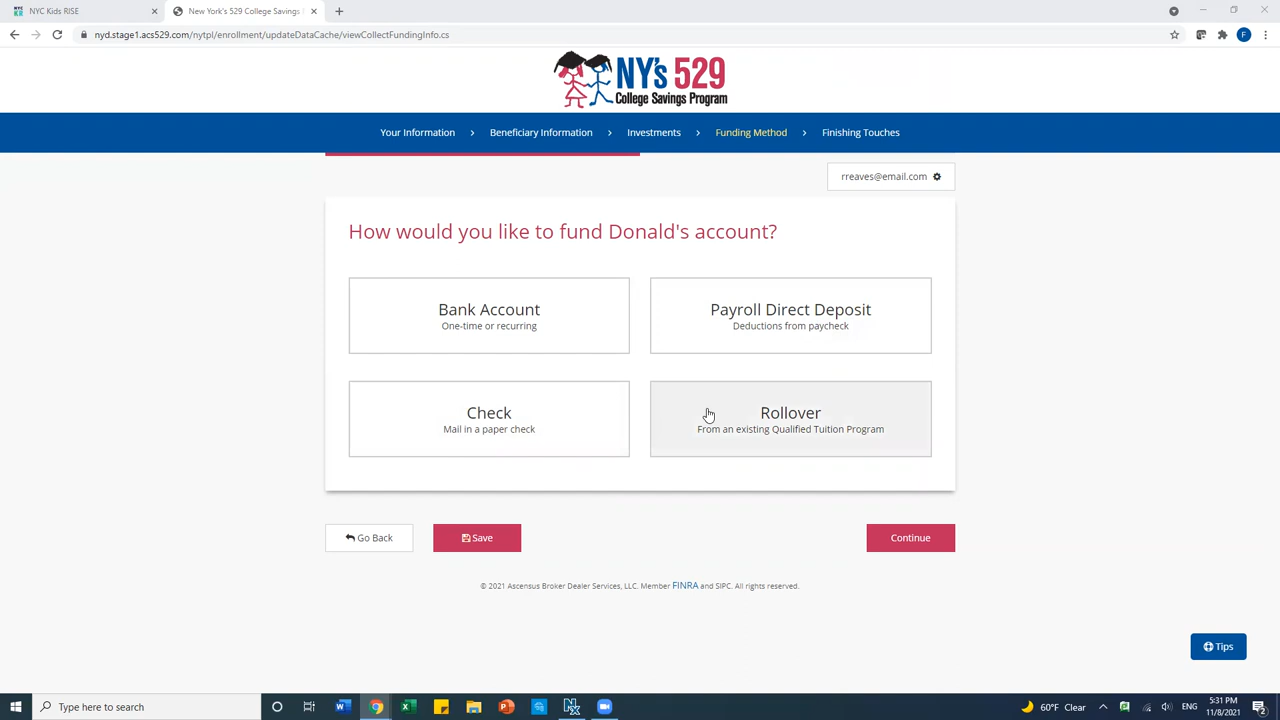 NYC Kids RISE
New York's 529 College Savings
nyd.stage1.acs529.com/nytpl/enrollment/updateDataCache/viewCollectFundingInfo.cs
F
NY's 529
College Savings Program
Your Information > Beneficiary Information > Investments > Funding Method > Finishing Touches
rreaves@email.com
How would you like to fund Donald's account?
Bank Account
One-time or recurring
Payroll Direct Deposit
Deductions from paycheck
Check
Mail in a paper check
Rollover
From an existing Qualified Tuition Program
Go Back
Save
Continue
© 2021 Ascensus Broker Dealer Services, LLC. Member FINRA and SIPC. All rights reserved.
Tips
Type here to search
60°F Clear
ENG
5:31 PM
11/8/2021